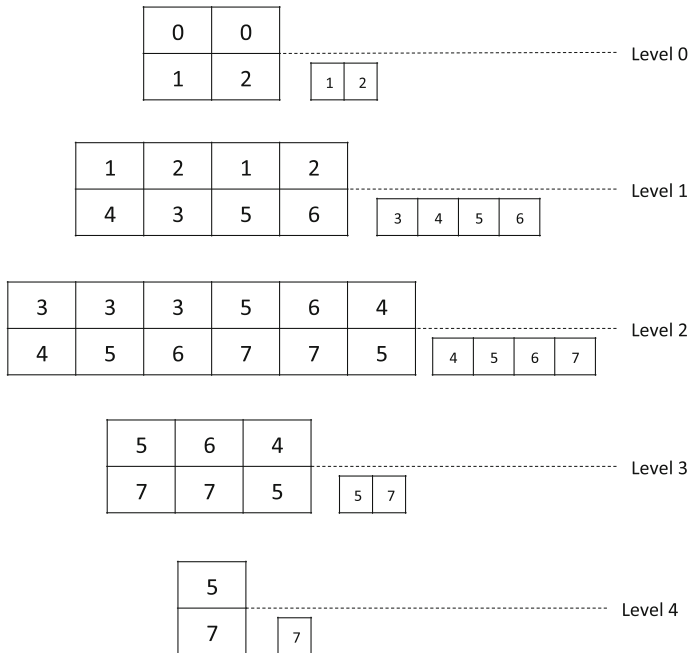 0 0
Level 0
1 2 1 2
1 2 1 2
Level 1
4 3 5 6 3 4 5 6
3 3 3 5 6 4
Level 2
4 5 6 7 7 5 4 5 6 7
5 6 4
Level 3
7 7 5 5 7
5
Level 4
7 7